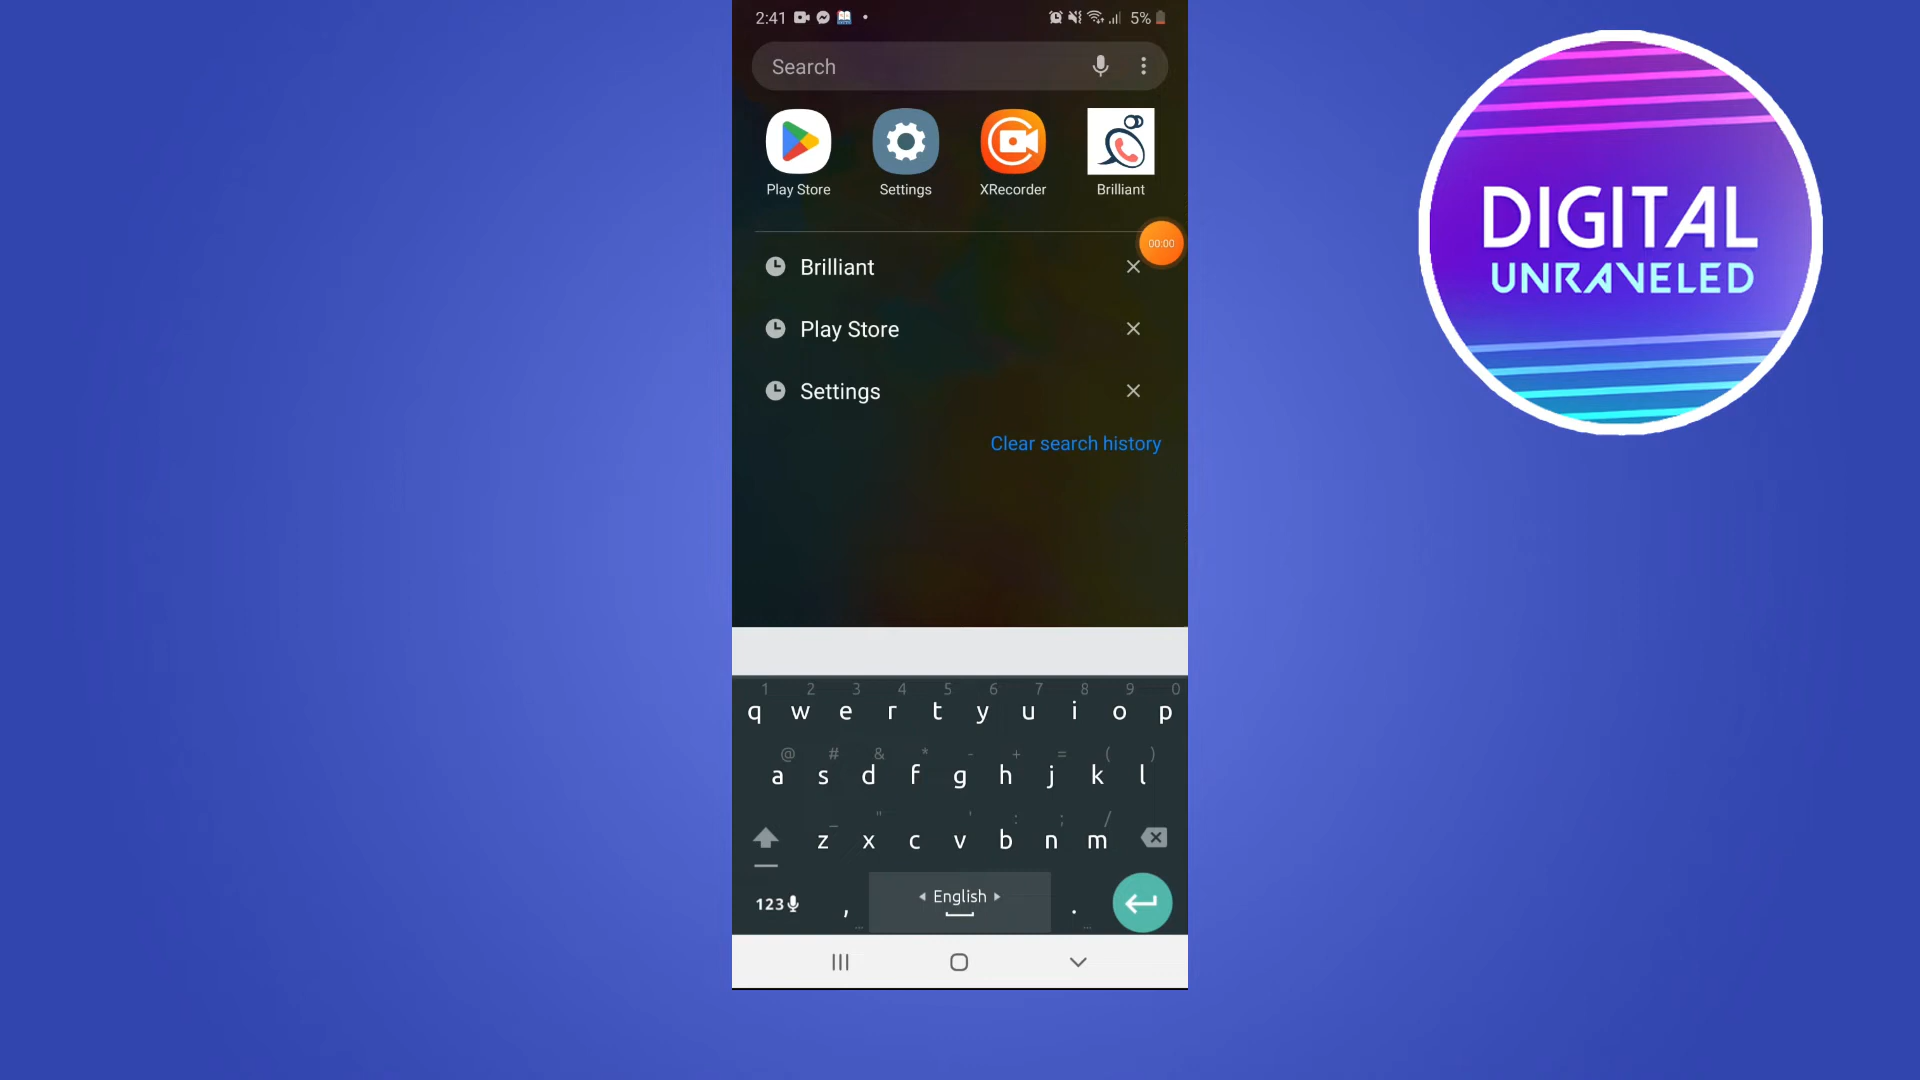 2:41 5%
Search
Play Store Settings XRecorder Brilliant
00:00
Brilliant
Play Store
Settings
Clear search history
1 2 3 4 5 6 7 8 9 0
q w e r t y u i o p
@ # & * - + = ( )
a s d f g h j k l
_ " ' : ; /
z x c v b n m
123 , English .
DIGITAL
UNRAVELED